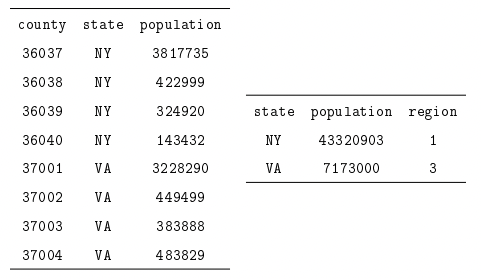 county state population
36037 NY 3817735
36038 NY 422999
36039 NY 324920
36040 NY 143432
37001 VA 3228290
37002 VA 449499
37003 VA 383888
37004 VA 483829
state population region
NY 43320903 1
VA 7173000 3